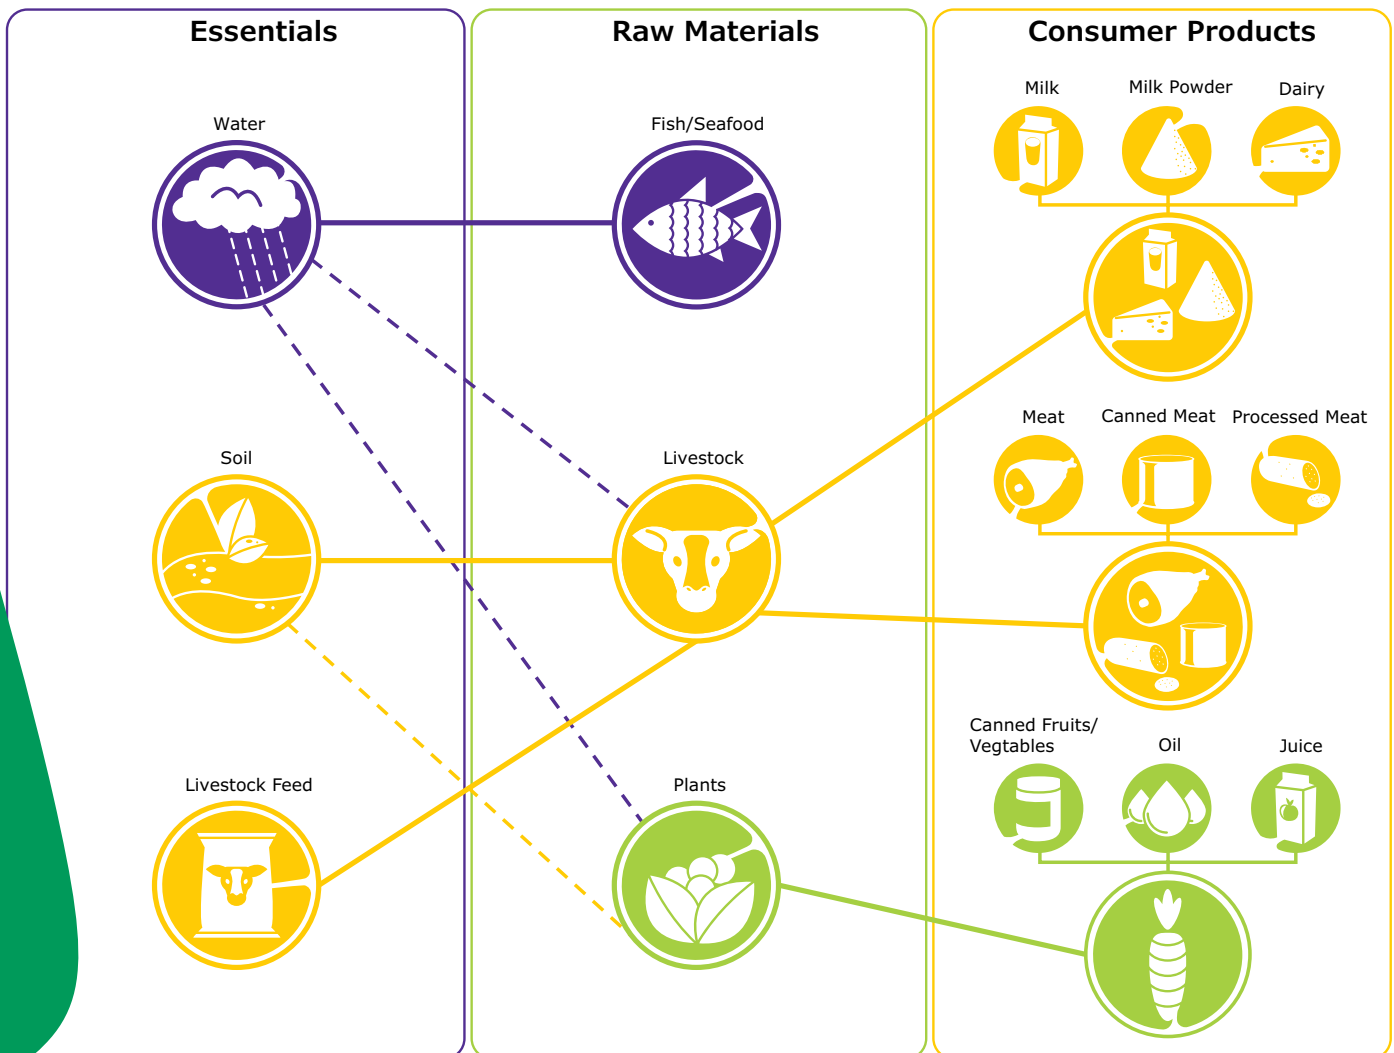 Essentials
Raw Materials
Consumer Products
Water
Soil
Livestock Feed
Fish/Seafood
Livestock
Plants
Milk
Milk Powder
Dairy
Meat
Canned Meat
Processed Meat
Canned Fruits/
Vegtables
Oil
Juice